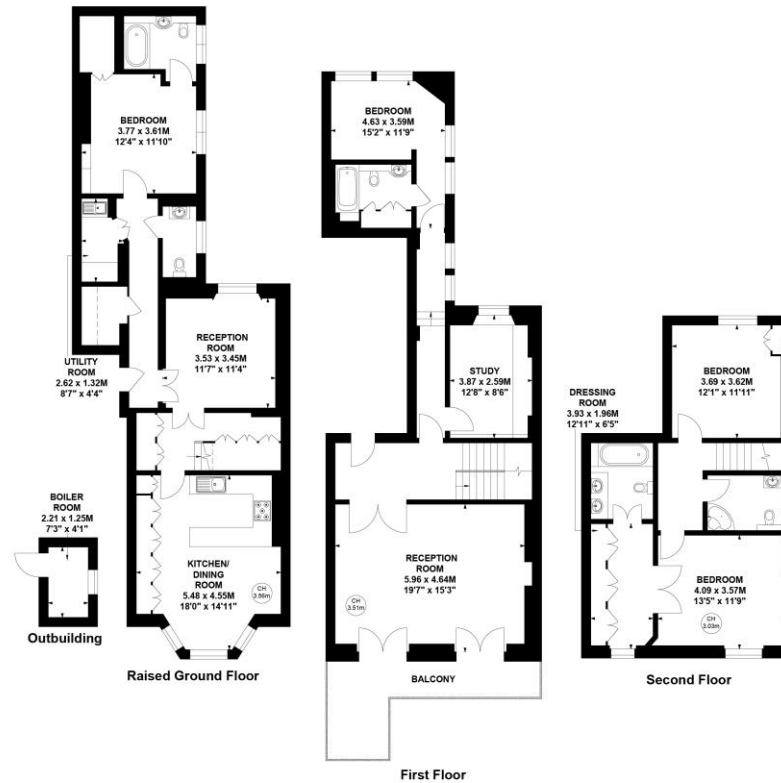 BEDROOM
3.77 x 3.61M
12'4" x 11'10"
UTILITY
ROOM
2.62 x 1.32M
8'7" x 4'4"
RECEPTION
ROOM
3.53 x 3.45M
11'7" x 11'4"
BOILER
ROOM
2.21 x 1.25M
7'3" x 4'1"
Outbuilding
KITCHEN/
DINING
ROOM
5.48 x 4.55M
18'0" x 14'11"
CH
3.56m
Raised Ground Floor
BEDROOM
4.63 x 3.59M
15'2" x 11'9"
STUDY
3.87 x 2.59M
12'8" x 8'6"
RECEPTION
ROOM
5.96 x 4.64M
19'7" x 15'3"
CH
3.51m
BALCONY
First Floor
BEDROOM
3.69 x 3.62M
12'1" x 11'11"
DRESSING
ROOM
3.93 x 1.96M
12'11" x 6'5"
BEDROOM
4.09 x 3.57M
13'5" x 11'9"
CH
3.03m
Second Floor